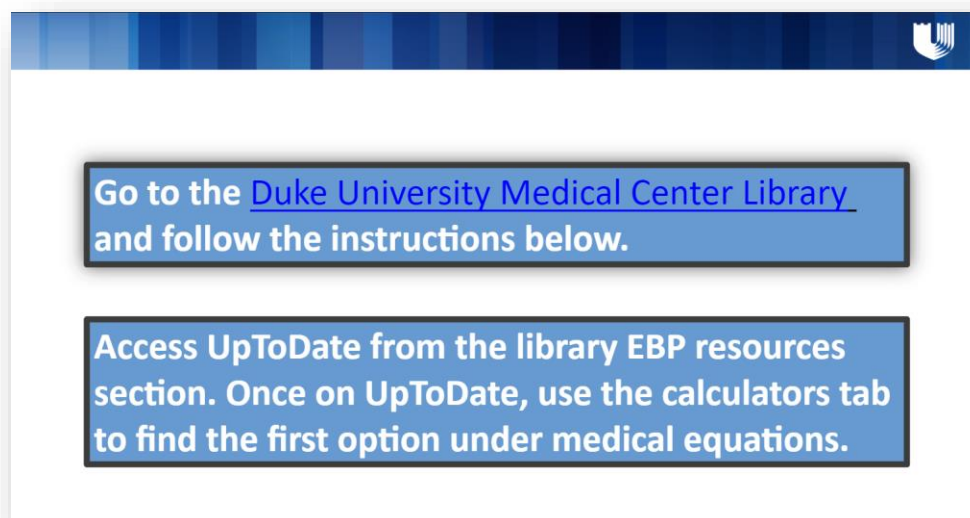 Go to the Duke University Medical Center Library
and follow the instructions below.
Access UpToDate from the library EBP resources
section. Once on UpToDate, use the calculators tab
to find the first option under medical equations.